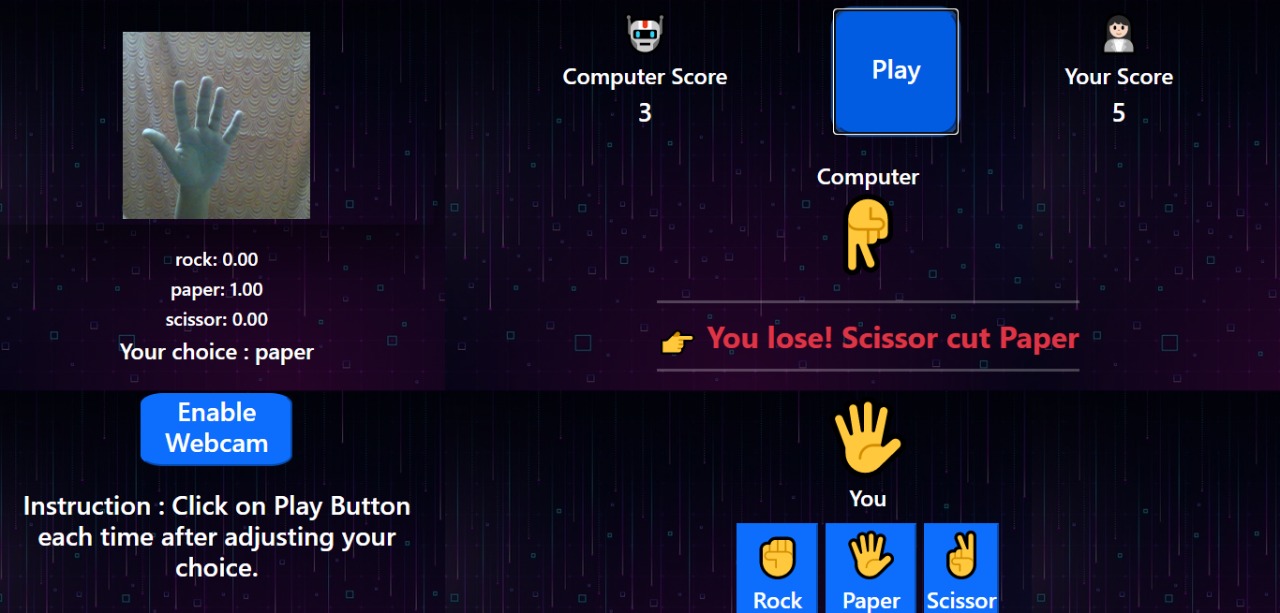 rock: 0.00
paper: 1.00
scissor: 0.00
Your choice : paper
Enable
Webcam
Instruction : Click on Play Button
each time after adjusting your
choice.
Computer Score
3
Play
Your Score
5
Computer
You lose! Scissor cut Paper
You
Rock
Paper
Scissor